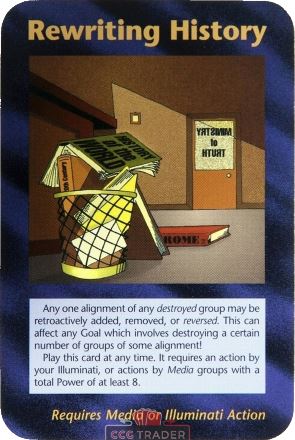 Rewriting History
MINISTRY
of
TRUTH
20th Century
ROME
Any one alignment of any destroyed group may be
retroactively added, removed, or reversed. This can
affect any Goal which involves destroying a certain
number of groups of some alignment!
Play this card at any time. It requires an action by
your Illuminati, or actions by Media groups with a
total Power of at least 8.
Requires Media or Illuminati Action
CCG
TRADER